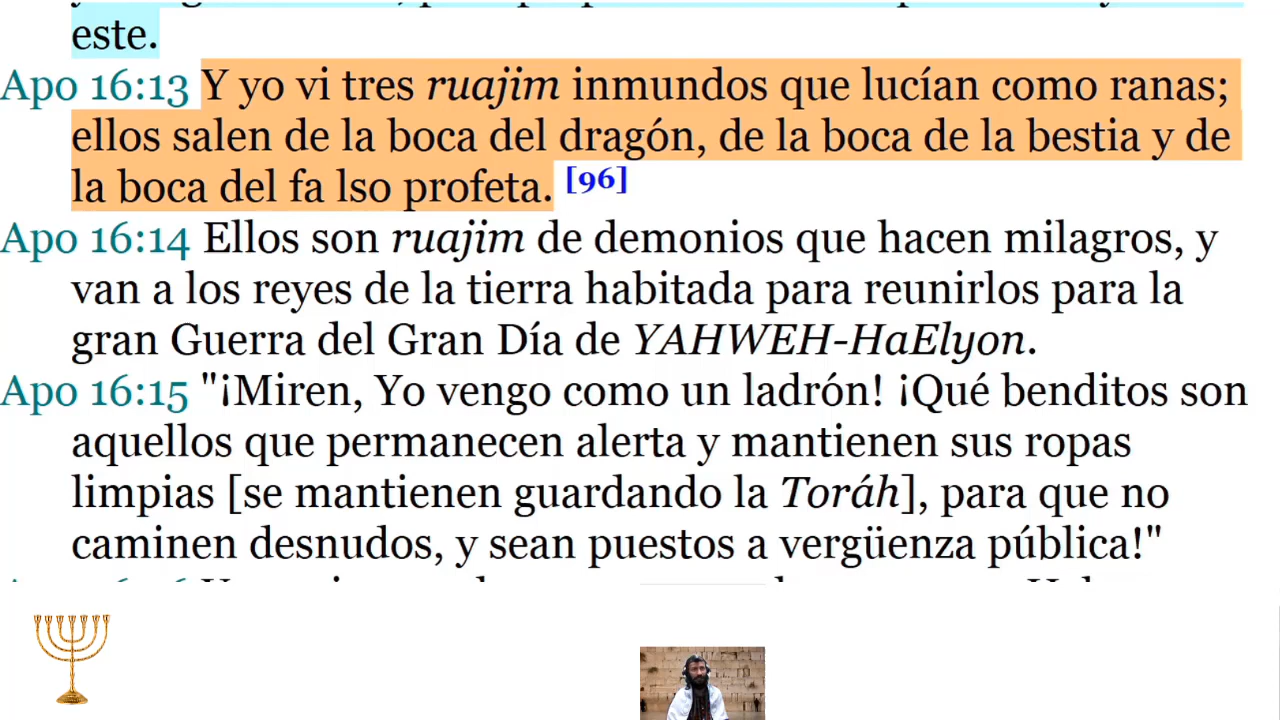 este.
Apo 16:13 Y yo vi tres ruajim inmundos que lucían como ranas;
ellos salen de la boca del dragón, de la boca de la bestia y de
la boca del fa lso profeta. [96]
Apo 16:14 Ellos son ruajim de demonios que hacen milagros, y
van a los reyes de la tierra habitada para reunirlos para la
gran Guerra del Gran Día de YAHWEH-HaElyon.
Apo 16:15 "¡Miren, Yo vengo como un ladrón! ¡Qué benditos son
aquellos que permanecen alerta y mantienen sus ropas
limpias [se mantienen guardando la Toráh], para que no
caminen desnudos, y sean puestos a vergüenza pública!"